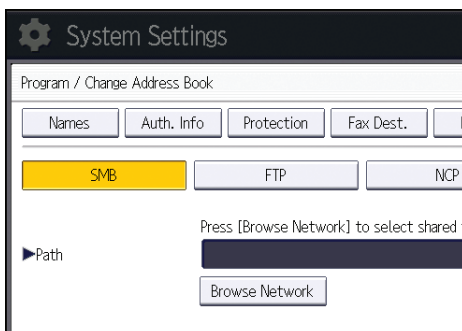 System Settings
Program / Change Address Book
Names Auth. Info Protection Fax Dest.
SMB FTP NCP
Press [Browse Network] to select shared
▶Path
Browse Network